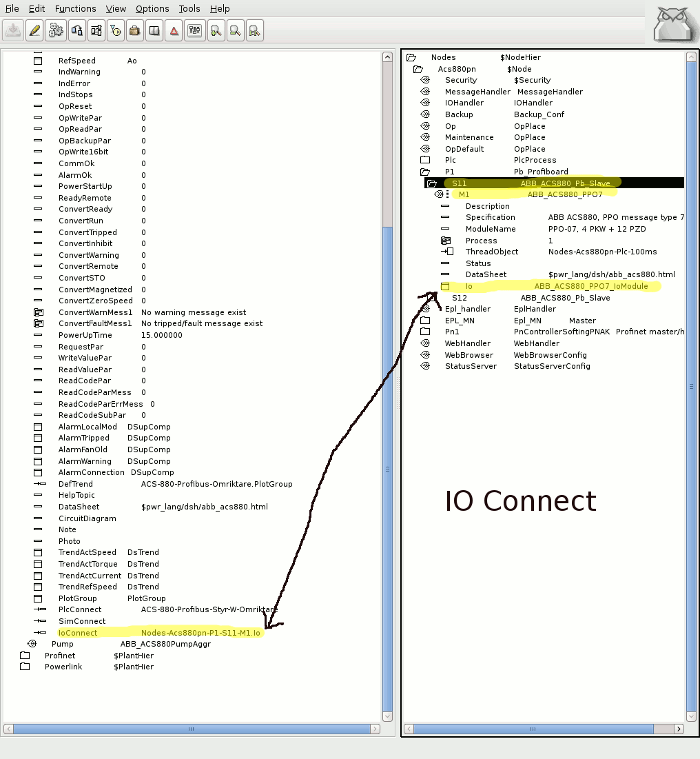 File Edit Functions View Options Tools Help
RefSpeed Ao
IndWarning 0
IndError 0
IndStops 0
OpReset 0
OpWritePar 0
OpReadPar 0
OpBackupPar 0
OpWrite16bit 0
CommOk 0
AlarmOk 0
PowerStartUp 0
ReadyRemote 0
ConvertReady 0
ConvertRun 0
ConvertTripped 0
ConvertInhibit 0
ConvertWarning 0
ConvertRemote 0
ConvertSTO 0
ConvertMagnetized 0
ConvertZeroSpeed 0
ConvertWarnMess1 No warning message exist
ConvertFaultMess1 No tripped/fault message exist
PowerUpTime 15.000000
RequestPar 0
WriteValuePar 0
ReadValuePar 0
ReadCodePar 0
ReadCodeParMess 0
ReadCodeParErrMess 0
ReadCodeSubPar 0
AlarmLocalMod DSupComp
AlarmTripped DSupComp
AlarmFanOld DSupComp
AlarmWarning DSupComp
AlarmConnection DSupComp
DefTrend ACS-880-Profibus-Omriktare.PlotGroup
HelpTopic
DataSheet $pwr_lang/dsh/abb_acs880.html
CircuitDiagram
Note
Photo
TrendActSpeed DsTrend
TrendActTorque DsTrend
TrendActCurrent DsTrend
TrendRefSpeed DsTrend
PlotGroup PlotGroup
PlcConnect ACS-880-Profibus-Styr-W-Omriktare
SimConnect
IoConnect Nodes-Acs880pn-P1-S11-M1.Io
Pump ABB_ACS880PumpAggr
Profinet $PlantHier
Powerlink $PlantHier
Nodes $NodeHier
Acs880pn $Node
Security $Security
MessageHandler MessageHandler
IOHandler IOHandler
Backup Backup_Conf
Op OpPlace
Maintenance OpPlace
OpDefault OpPlace
Plc PlcProcess
P1 Pb_Profiboard
S11 ABB_ACS880_Pb_Slave
M1 ABB_ACS880_PPO7
Description
Specification ABB ACS880, PPO message type 7
ModuleName PPO-07, 4 PKW + 12 PZD
Process 1
ThreadObject Nodes-Acs880pn-Plc-100ms
Status
DataSheet $pwr_lang/dsh/abb_acs880.html
Io ABB_ACS880_PPO7_IoModule
S12 ABB_ACS880_Pb_Slave
Epl_handler EplHandler
EPL_MN Epl_MN Master
Pn1 PnControllerSoftingPNAK Profinet master/h
WebHandler WebHandler
WebBrowser WebBrowserConfig
StatusServer StatusServerConfig
IO Connect